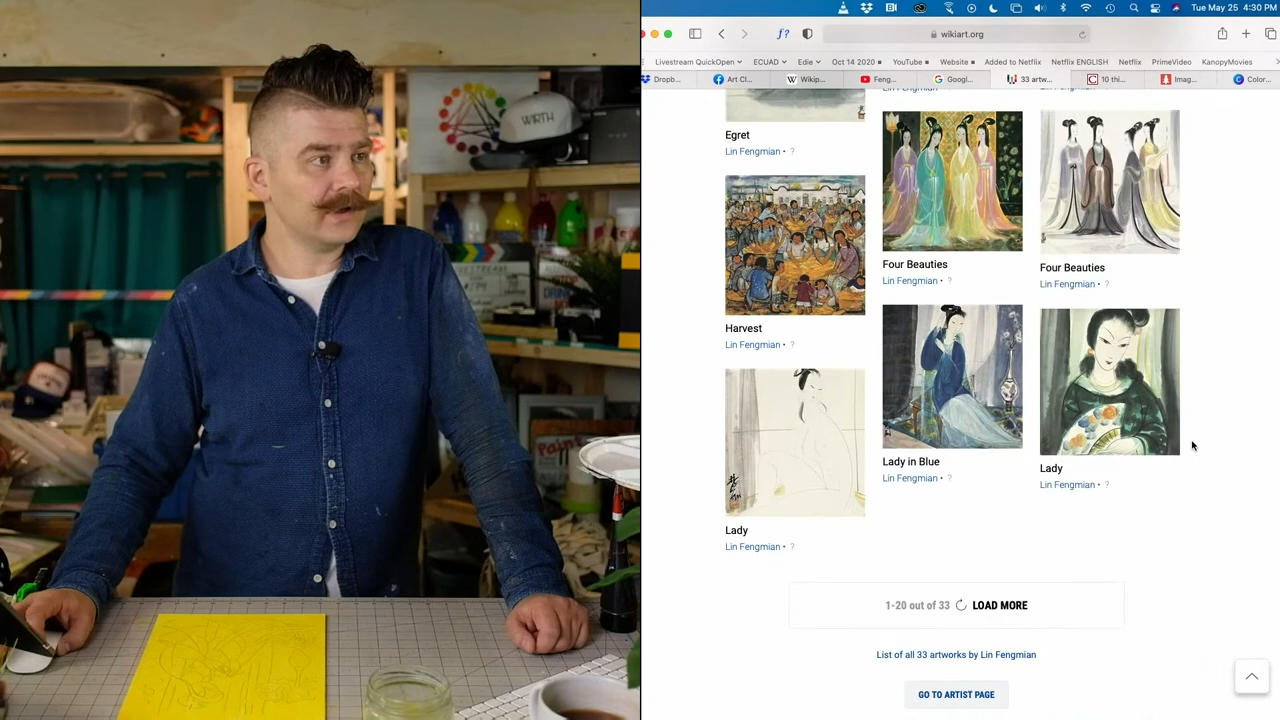 Tue May 25 4:30 PM
wikiart.org
Livestream QuickOpen ECUAD Edie Oct 14 2020 YouTube Website Added to Netflix Netflix ENGLISH Netflix PrimeVideo KanopyMovies
Dropb... Art Cl... Wikip... Feng... Googl... 33 artw... 10 thi... Imag... Color...
Egret
Lin Fengmian • ?
Four Beauties
Lin Fengmian • ?
Four Beauties
Lin Fengmian • ?
Harvest
Lin Fengmian • ?
Lady in Blue
Lin Fengmian • ?
Lady
Lin Fengmian • ?
Lady
Lin Fengmian • ?
1-20 out of 33 LOAD MORE
List of all 33 artworks by Lin Fengmian
GO TO ARTIST PAGE
WIRTH